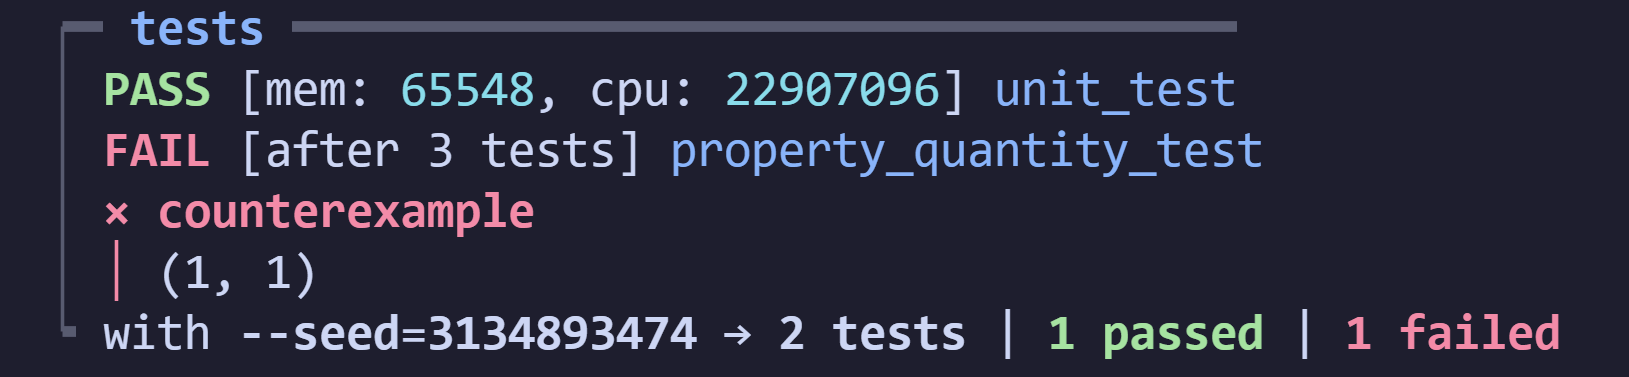 tests
PASS [mem: 65548, cpu: 22907096] unit_test
FAIL [after 3 tests] property_quantity_test
× counterexample
│ (1, 1)
with --seed=3134893474 → 2 tests | 1 passed | 1 failed